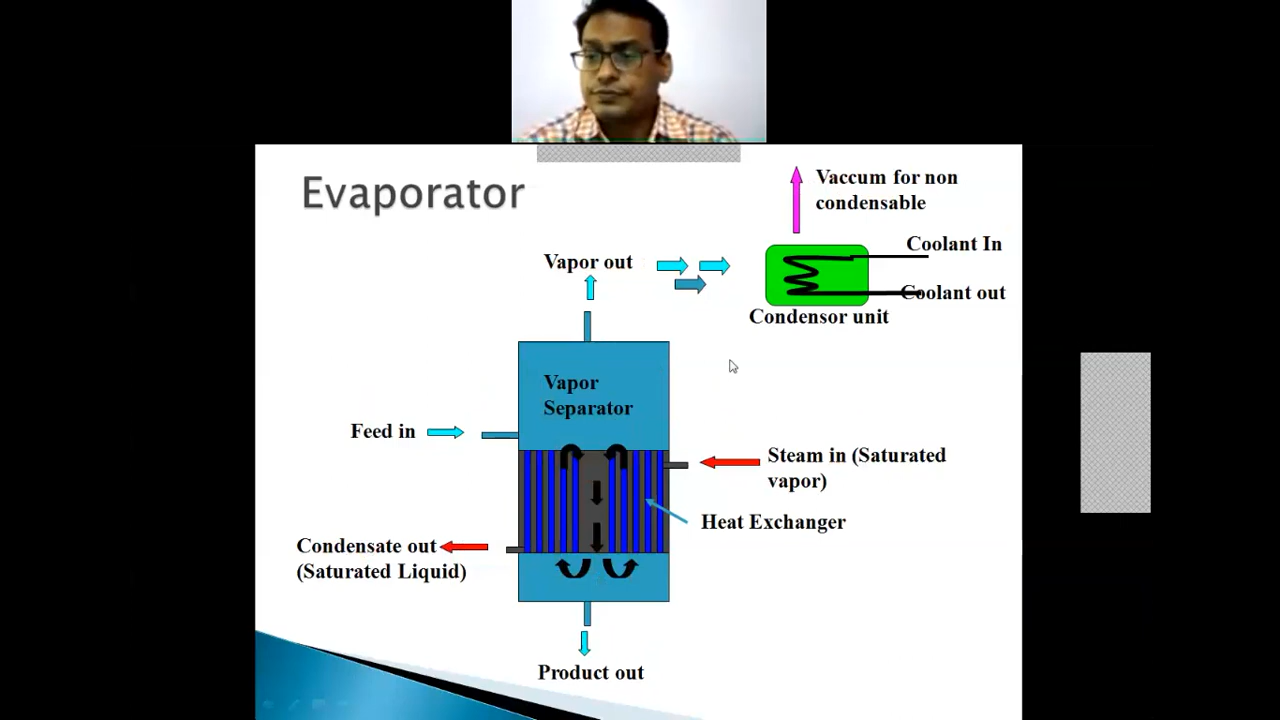 Evaporator
Vaccum for non
condensable
Coolant In
Vapor out
Coolant out
Condensor unit
Vapor
Separator
Feed in
Steam in (Saturated
vapor)
Heat Exchanger
Condensate out
(Saturated Liquid)
Product out